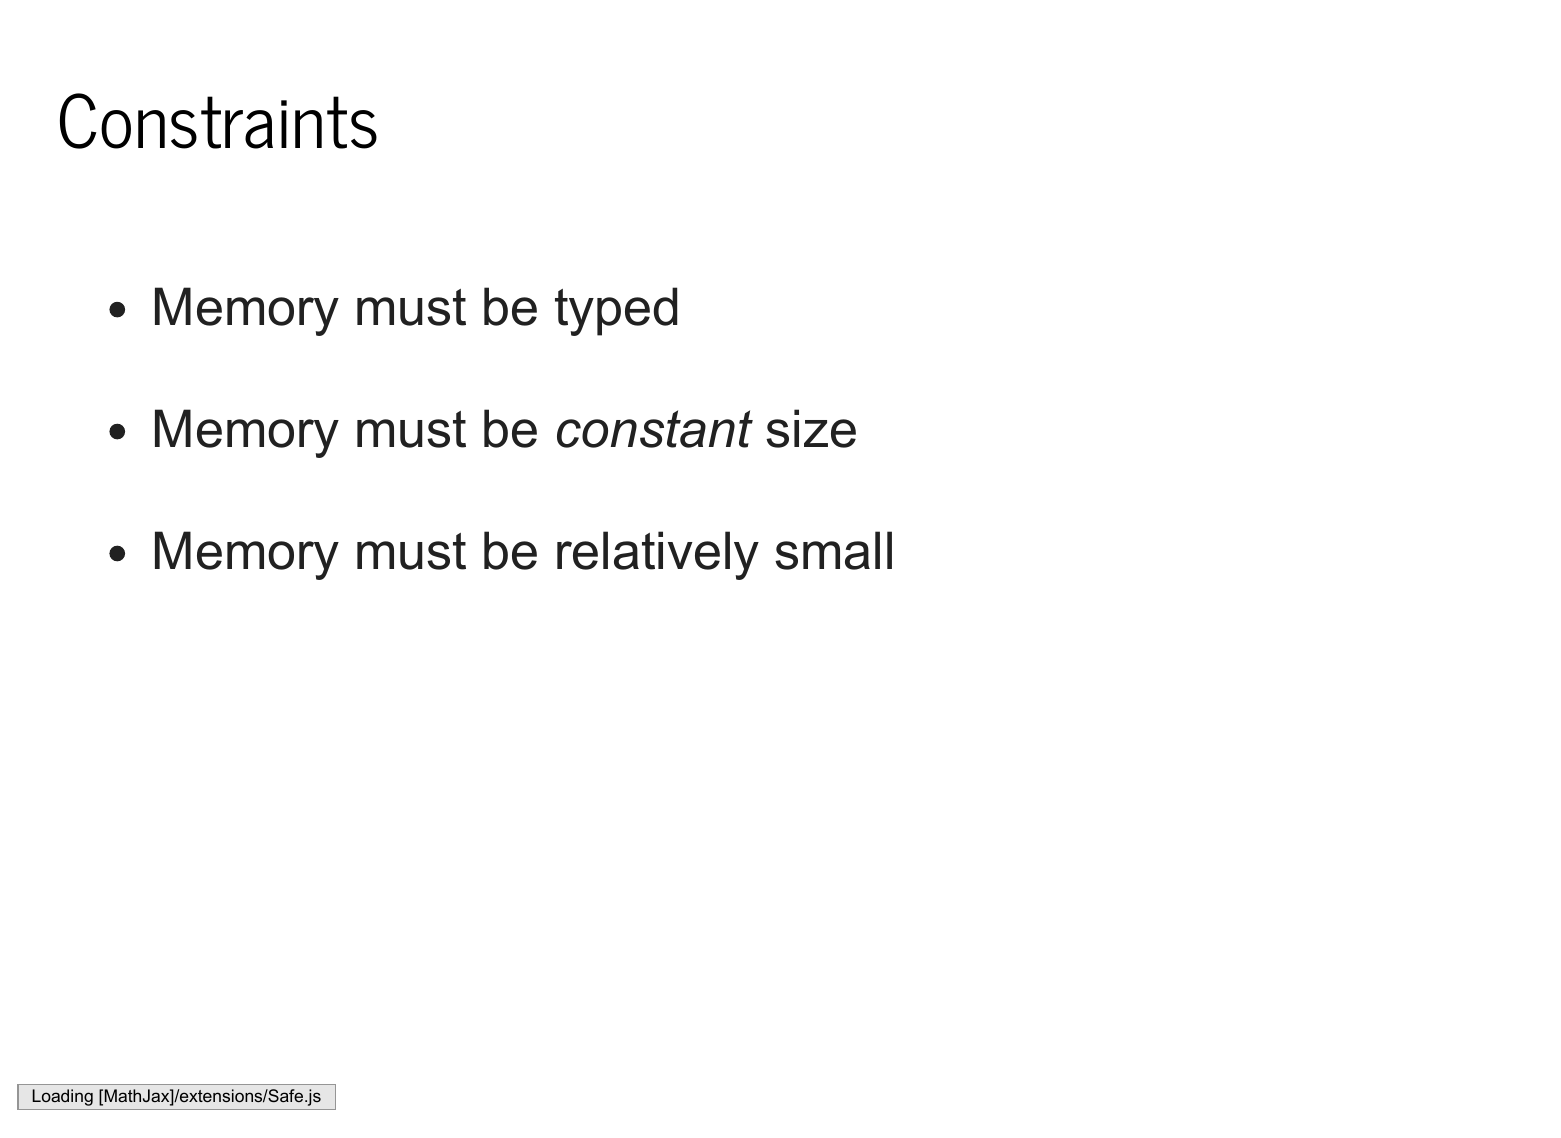 Constraints
• Memory must be typed
• Memory must be constant size
• Memory must be relatively small
Loading [MathJax]/extensions/Safe.js